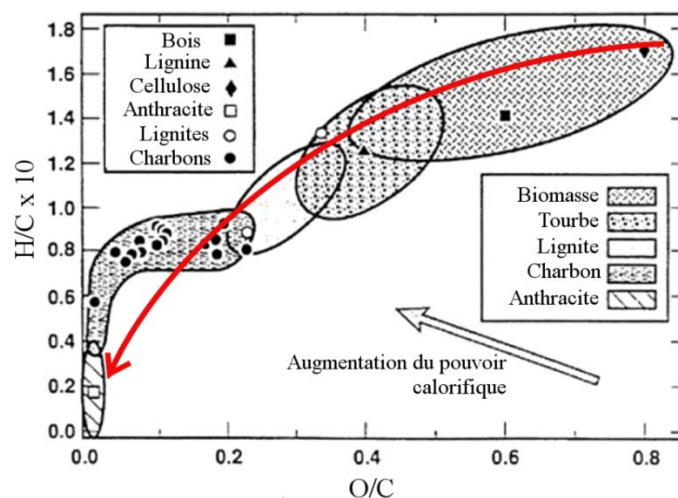 H/C x 10
1.8
1.6
1.4
1.2
1.0
0.8
0.6
0.4
0.2
0.0
Bois
Lignine
Cellulose
Anthracite
Lignites
Charbons
Biomasse
Tourbe
Lignite
Charbon
Anthracite
Augmentation du pouvoir
calorifique
0.0
0.2
0.4
0.6
0.8
O/C